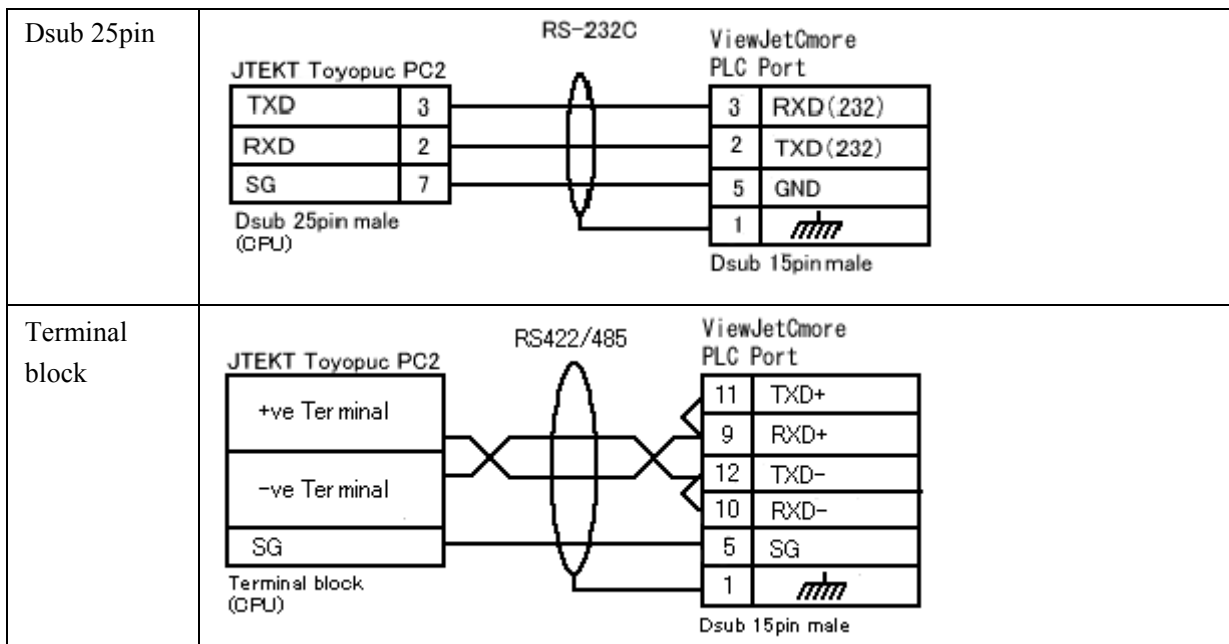 Dsub 25pin
RS-232C
ViewJetCmore
PLC Port
JTEKT Toyopuc PC2
TXD 3
3 RXD(232)
RXD 2
2 TXD(232)
SG 7
5 GND
1
Dsub 25pin male
(CPU)
Dsub 15pin male
Terminal
block
RS422/485
ViewJetCmore
PLC Port
JTEKT Toyopuc PC2
+ve Terminal
11 TXD+
9 RXD+
-ve Terminal
12 TXD-
10 RXD-
SG
5 SG
1
Terminal block
(CPU)
Dsub 15pin male